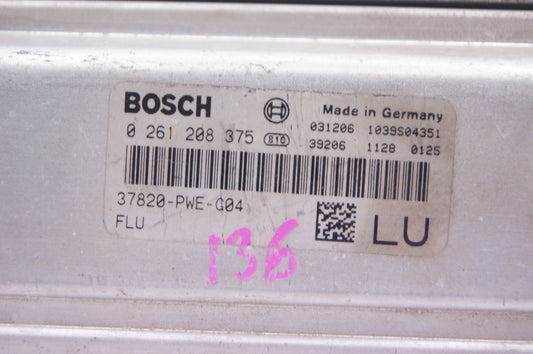 BOSCH
Made in Germany
0 261 208 375 810
031206 1039S04351
39206 1128 0125
37820-PWE-G04
FLU
LU
136